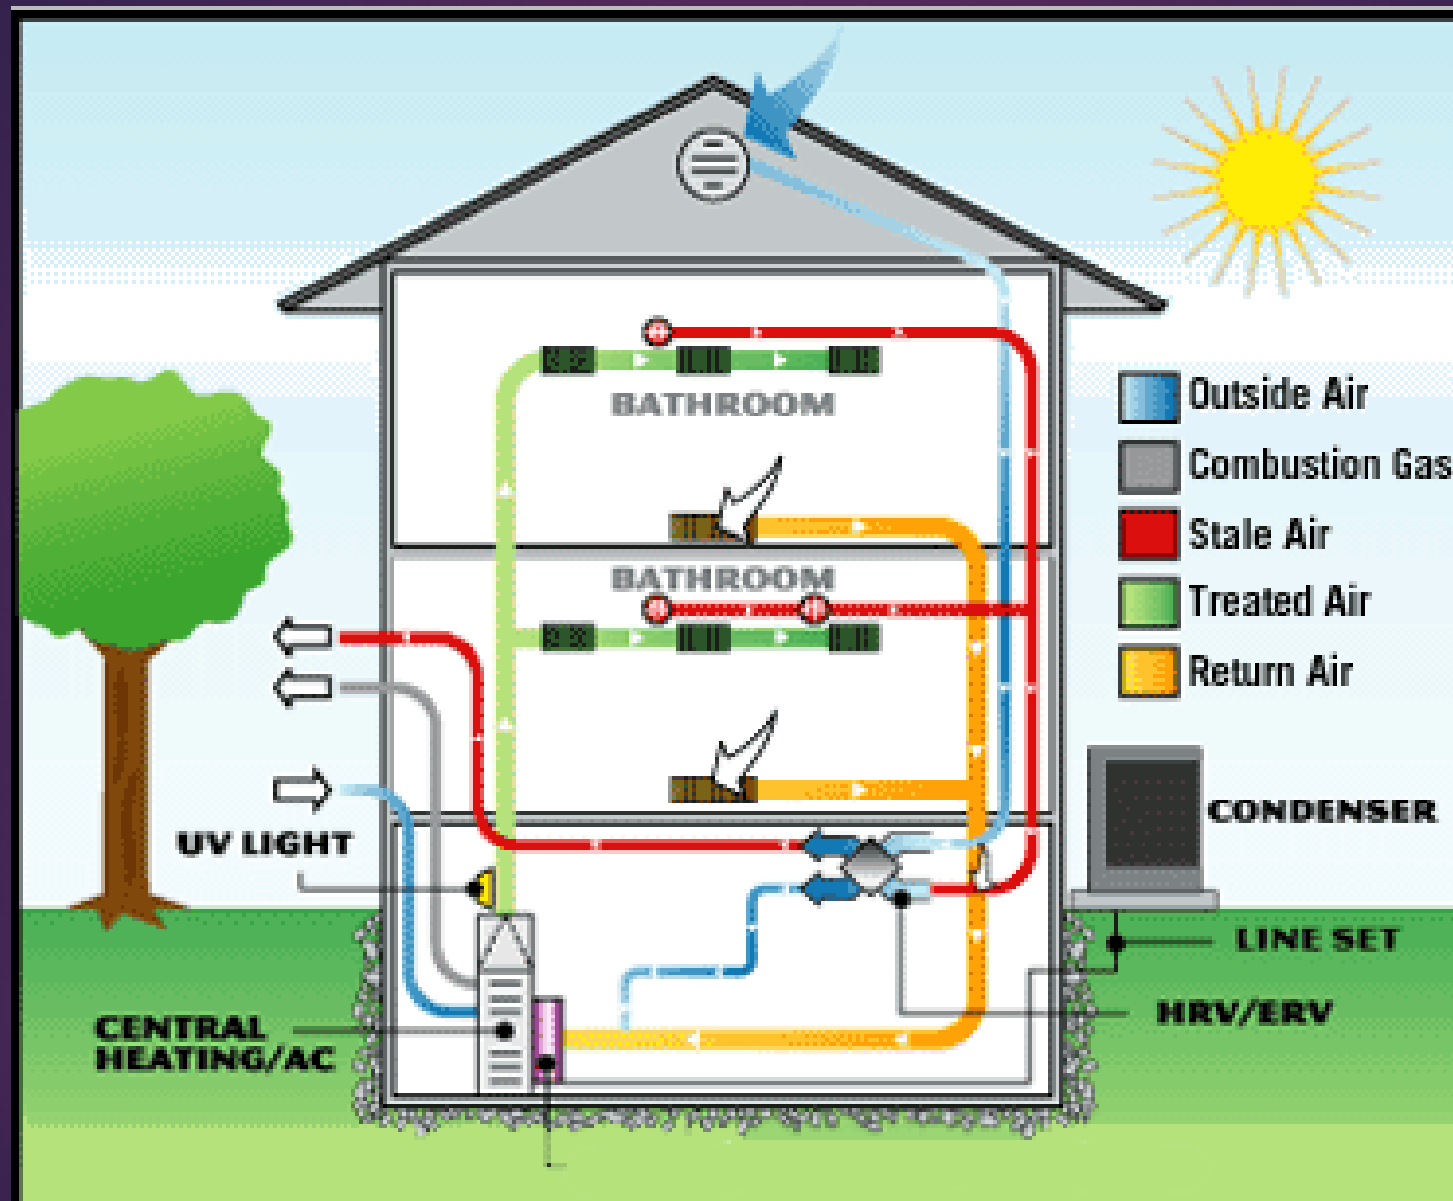 BATHROOM
BATHROOM
Outside Air
Combustion Gas
Stale Air
Treated Air
Return Air
UV LIGHT
CONDENSER
LINE SET
HRV/ERV
CENTRAL
HEATING/AC